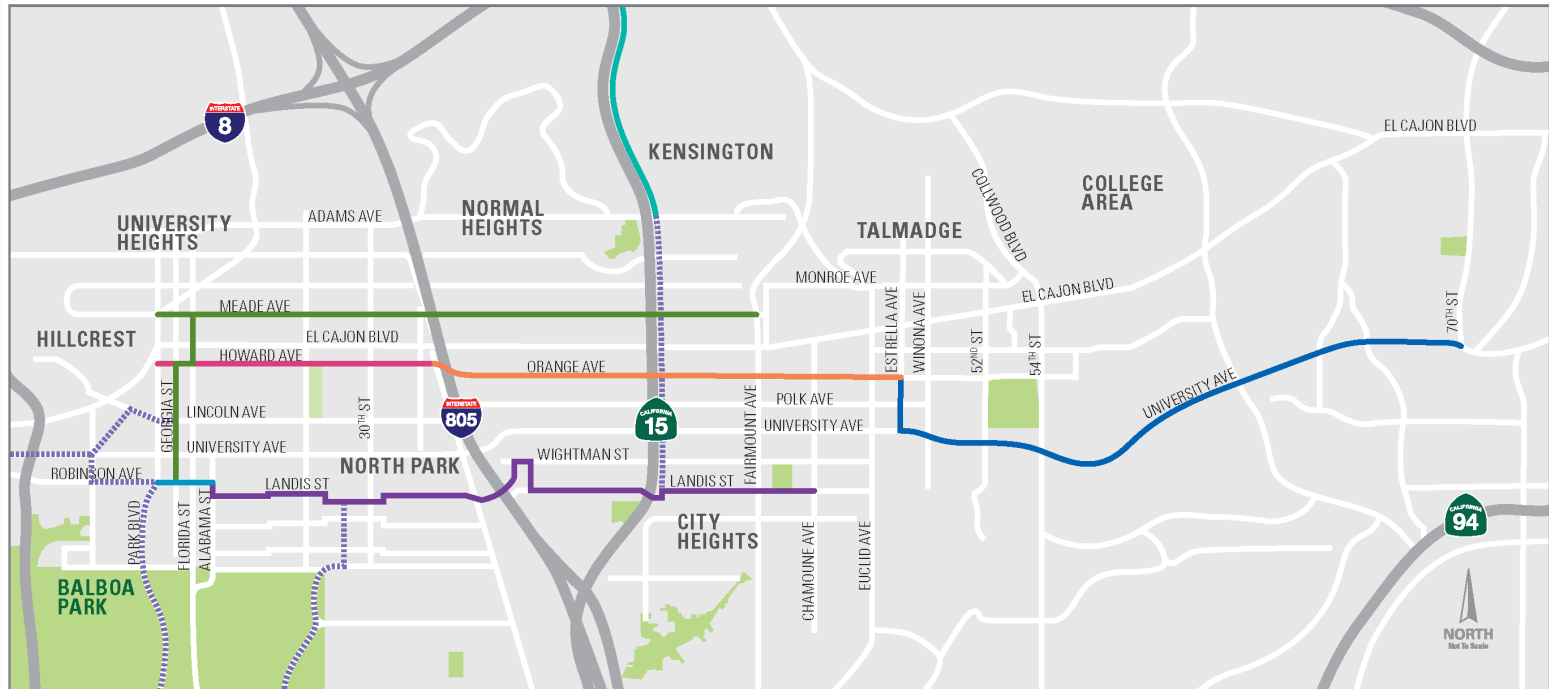 EL CAJON BLVD
INTERSTATE
8
KENSINGTON
COLLEGE
AREA
COLLWOOD BLVD
NORMAL
HEIGHTS
ADAMS AVE
UNIVERSITY
HEIGHTS
TALMADGE
MONROE AVE
EL CAJON BLVD
MEADE AVE
ESTRELLA AVE
WINONA AVE
52ND ST
54TH ST
70TH ST
HILLCREST
EL CAJON BLVD
HOWARD AVE
ORANGE AVE
UNIVERSITY AVE
GEORGIA ST
LINCOLN AVE
30TH ST
INTERSTATE
805
CALIFORNIA
15
FAIRMOUNT AVE
POLK AVE
UNIVERSITY AVE
UNIVERSITY AVE
NORTH PARK
WIGHTMAN ST
ROBINSON AVE
LANDIS ST
LANDIS ST
PARK BLVD
FLORIDA ST
ALABAMA ST
CITY
HEIGHTS
CHAMOUNE AVE
EUCLID AVE
CALIFORNIA
94
BALBOA
PARK
NORTH
Not To Scale